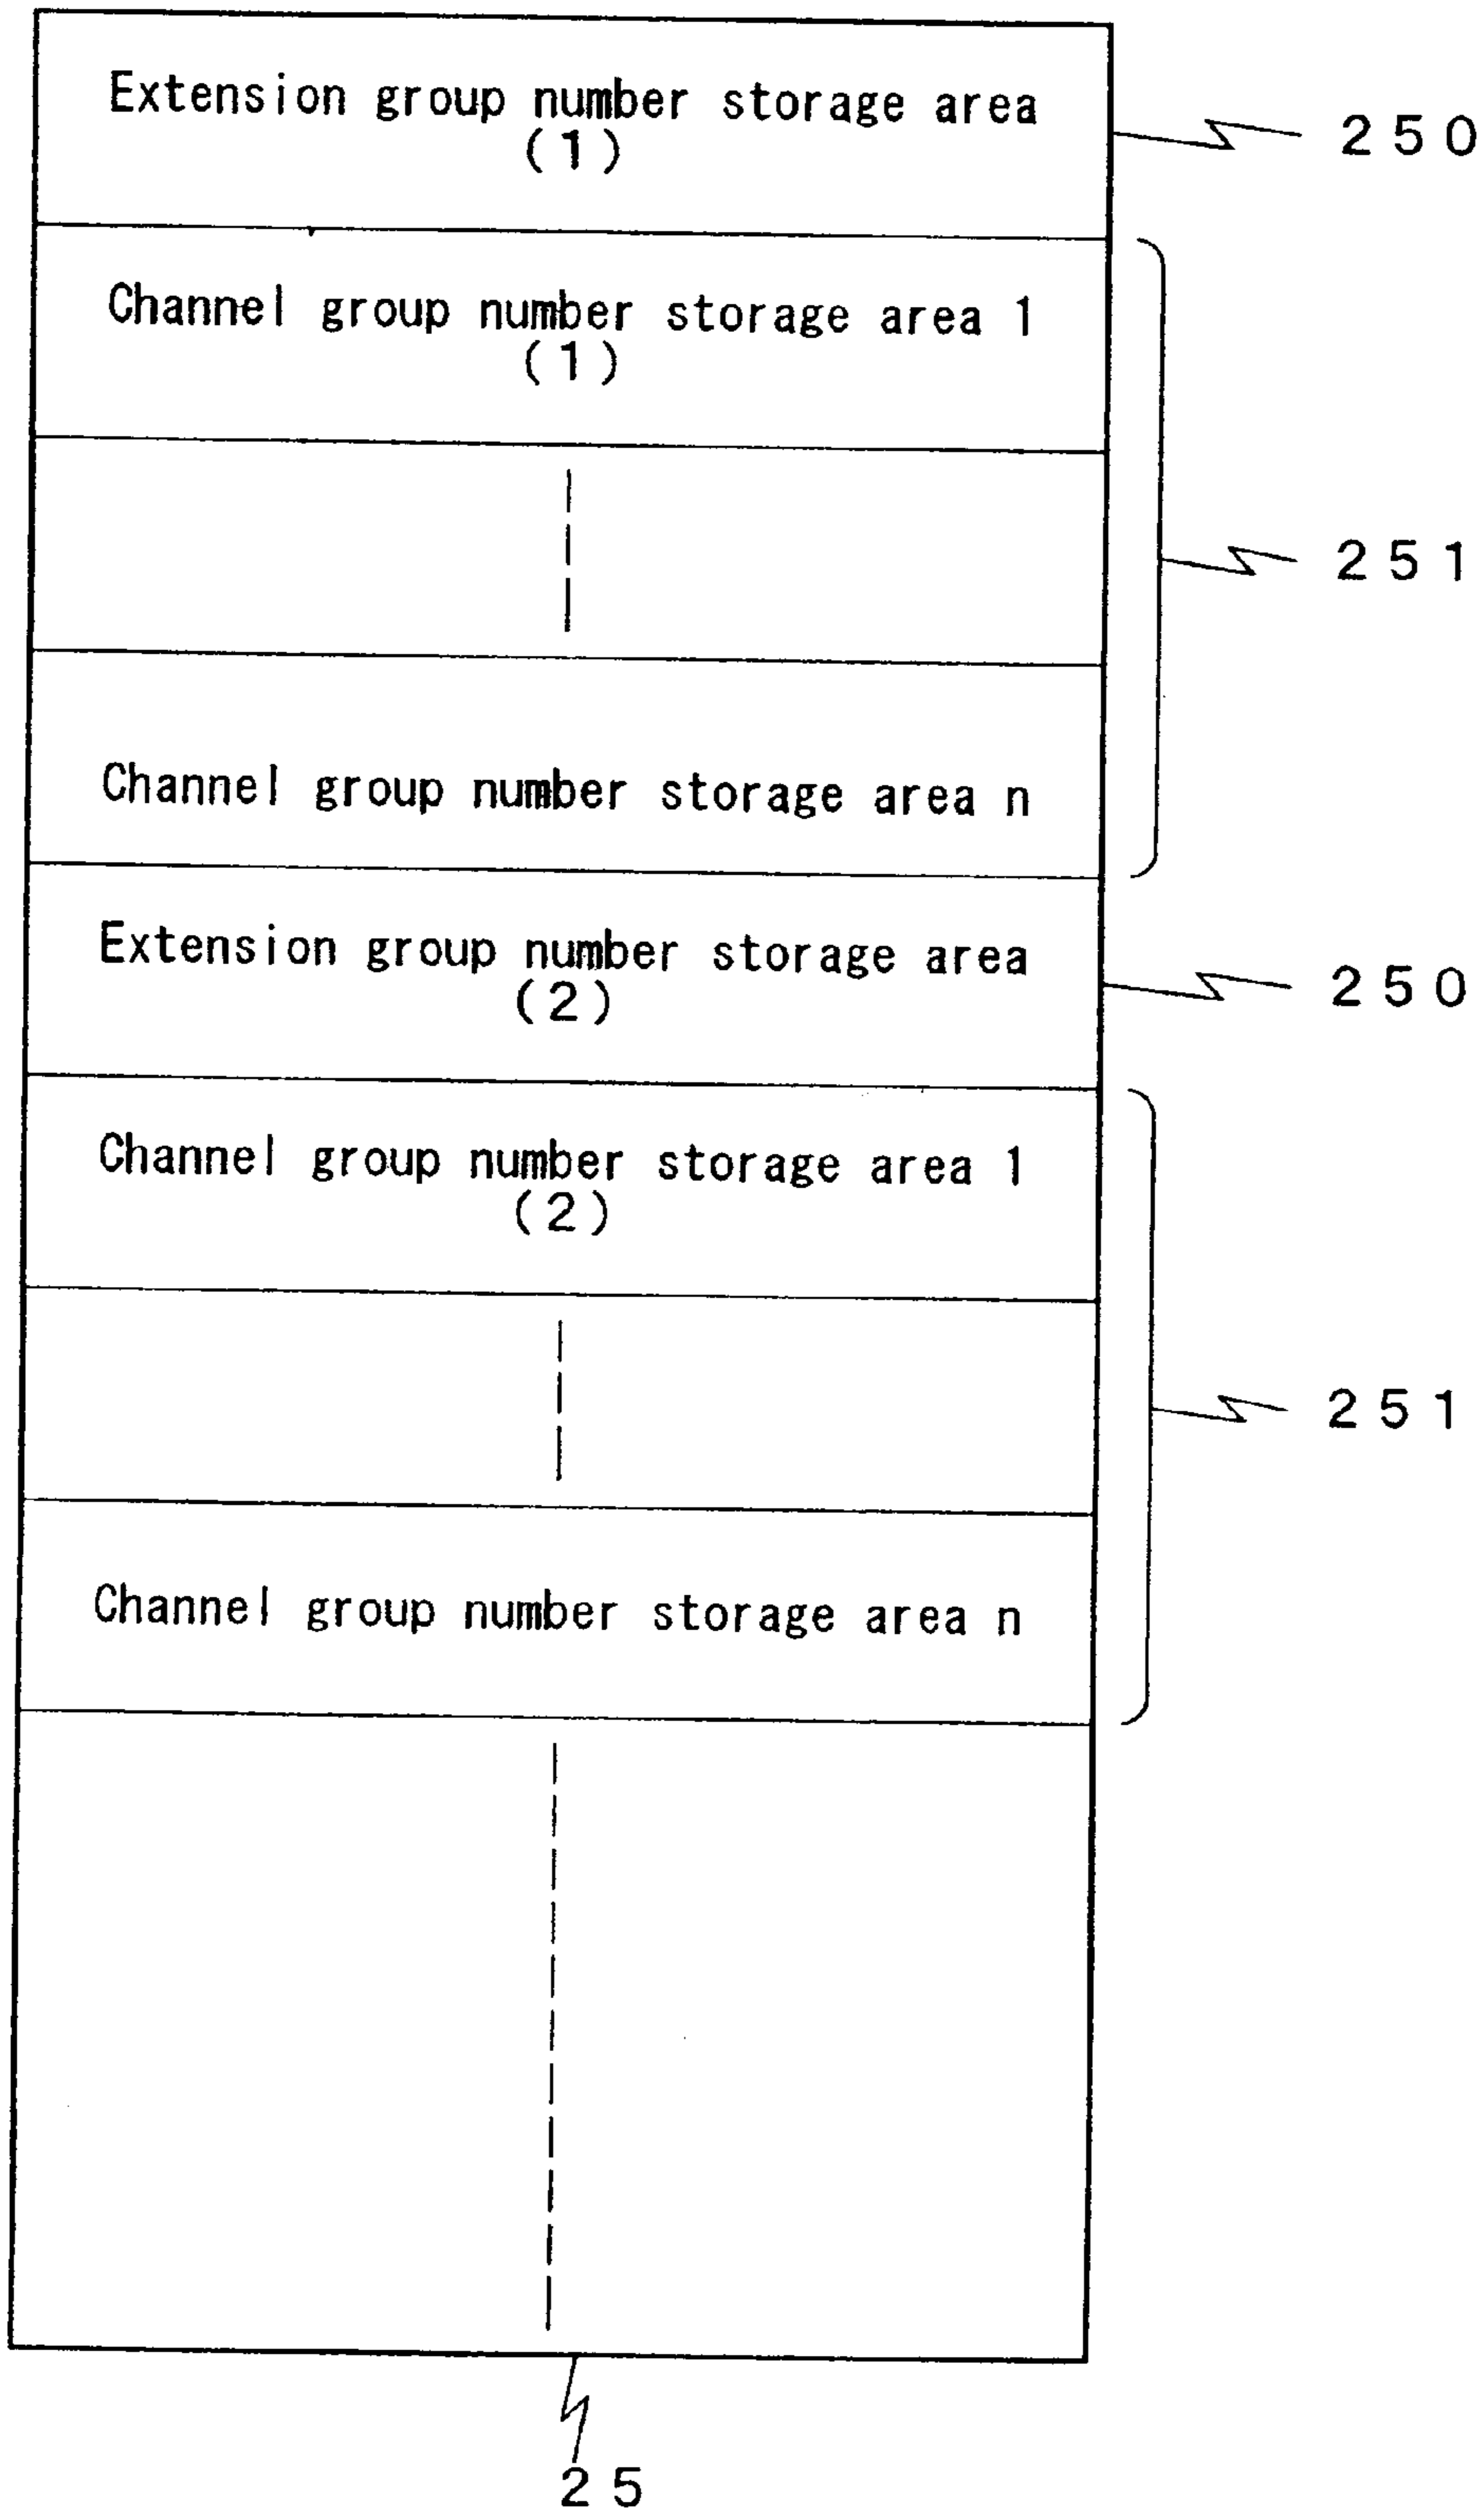 Extension group number storage area
(1)
250
Channel group number storage area 1
(1)
251
Channel group number storage area n
Extension group number storage area
(2)
250
Channel group number storage area 1
(2)
251
Channel group number storage area n
25